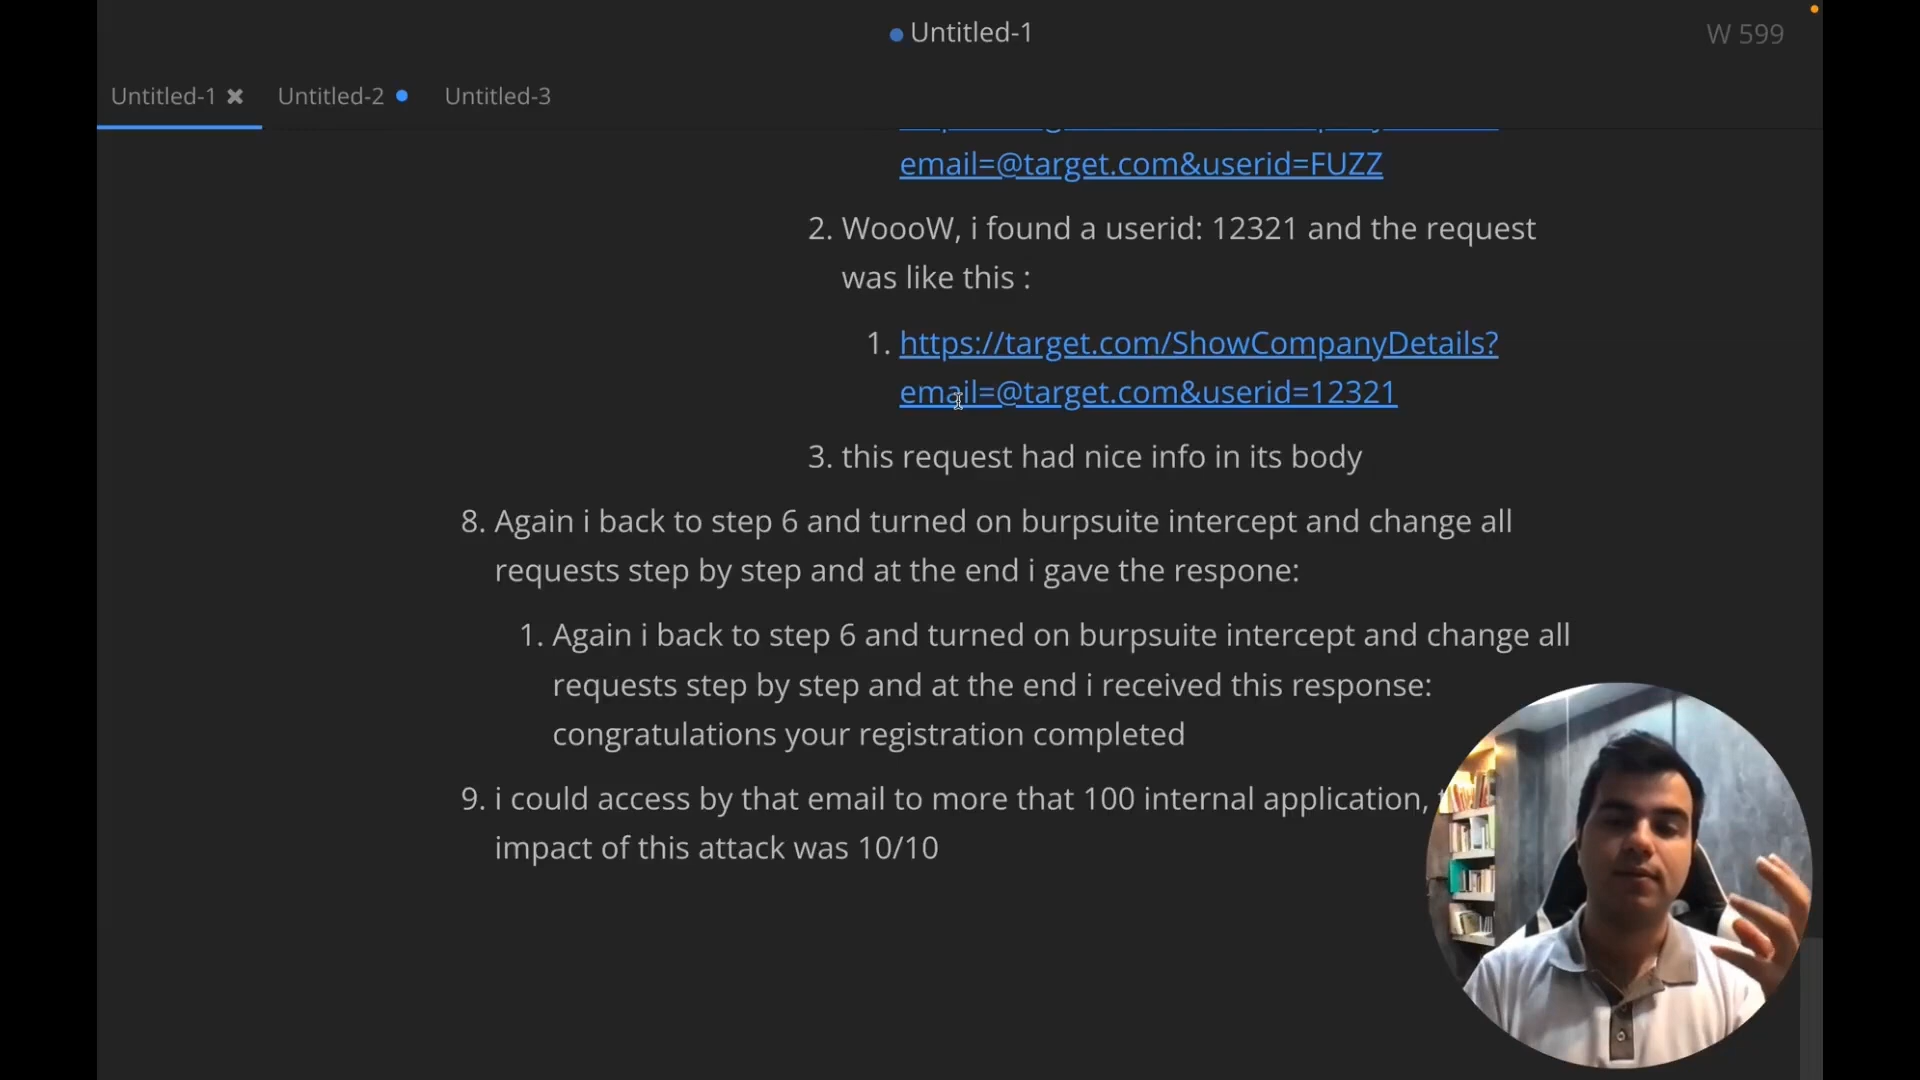 Untitled-1
W 599
Untitled-1
Untitled-2
Untitled-3
email=@target.com&userid=FUZZ
2. WoooW, i found a userid: 12321 and the request
was like this :
1. https://target.com/ShowCompanyDetails?
email=@target.com&userid=12321
3. this request had nice info in its body
8. Again i back to step 6 and turned on burpsuite intercept and change all
requests step by step and at the end i gave the respone:
1. Again i back to step 6 and turned on burpsuite intercept and change all
requests step by step and at the end i received this response:
congratulations your registration completed
9. i could access by that email to more that 100 internal application,
impact of this attack was 10/10